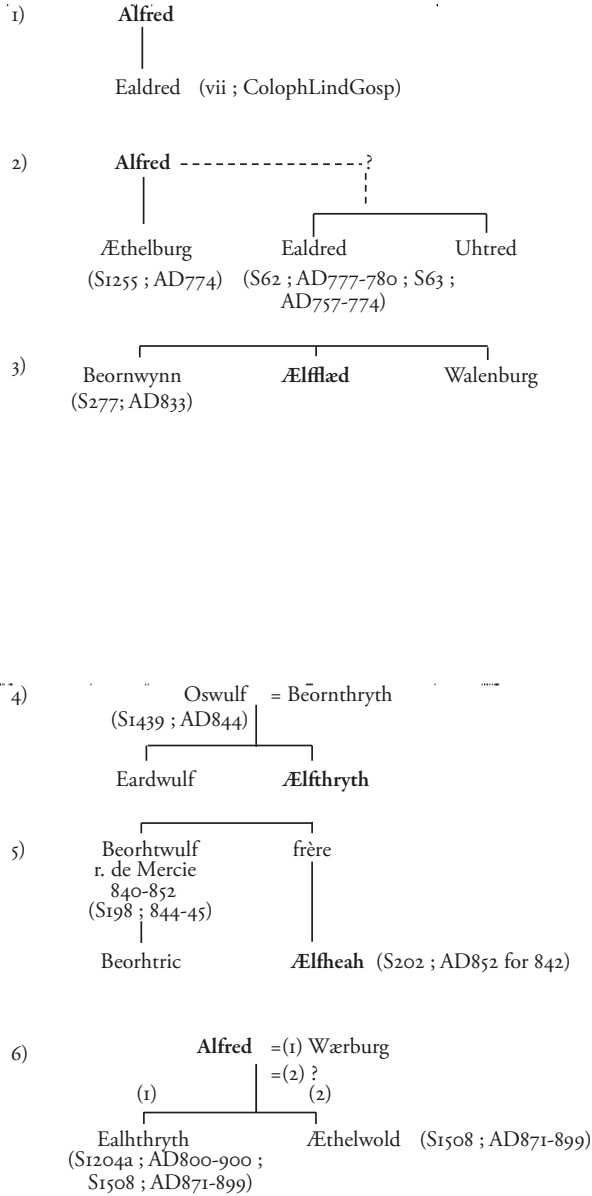 1) Alfred
Ealdred (vii ; ColophLindGosp)
2) Alfred ?
Æthelburg Ealdred Uhtred
(S1255 ; AD774) (S62 ; AD777-780 ; S63 ;
AD757-774)
3) Beornwynn Ælfflæd Walenburg
(S277; AD833)
4) Oswulf = Beornthryth
(S1439 ; AD844)
Eardwulf Ælfthryth
5) Beorhtwulf frère
r. de Mercie
840-852
(S198 ; 844-45)
Beorhtric Ælfheah (S202 ; AD852 for 842)
6) Alfred =(1) Wærburg
=(2) ?
(1) (2)
Ealhthryth Æthelwold (S1508 ; AD871-899)
(S1204a ; AD800-900 ;
S1508 ; AD871-899)